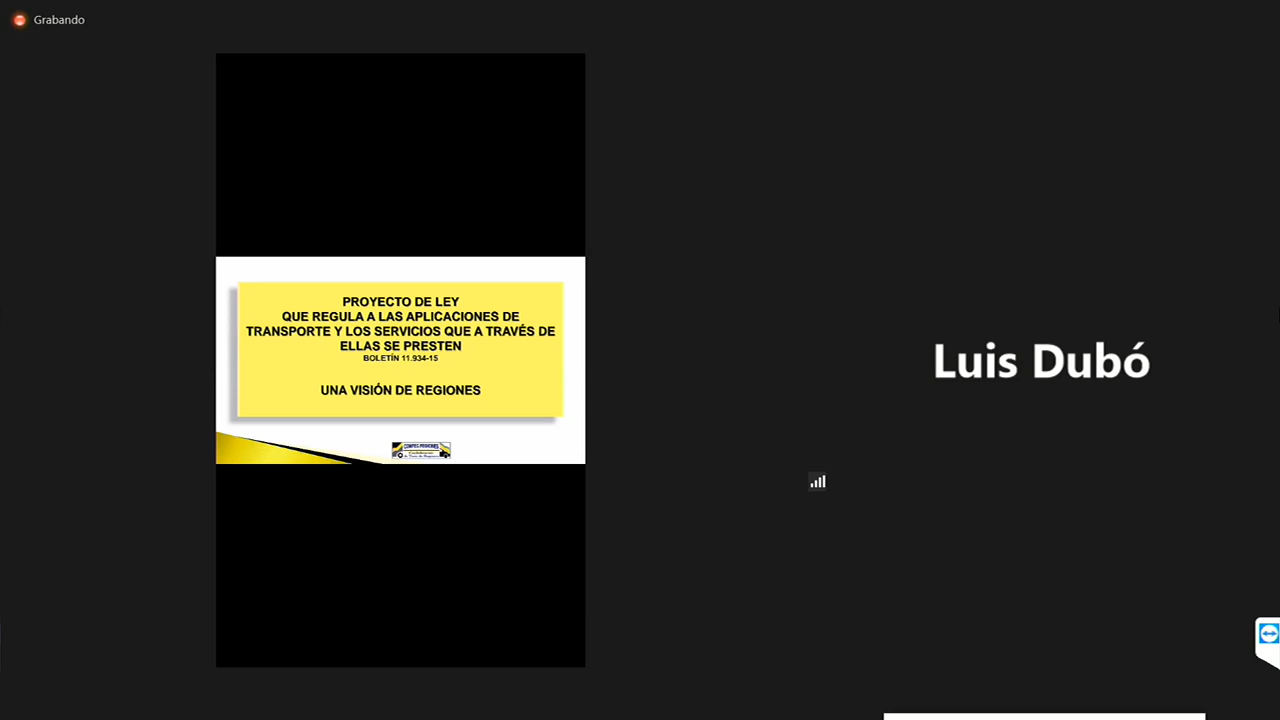 Grabando
PROYECTO DE LEY
QUE REGULA A LAS APLICACIONES DE
TRANSPORTE Y LOS SERVICIOS QUE A TRAVÉS DE
ELLAS SE PRESTEN
BOLETÍN 11.934-15
UNA VISIÓN DE REGIONES
Luis Dubó